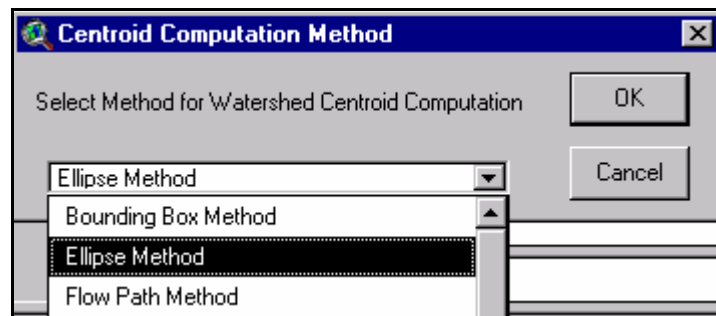 Centroid Computation Method
Select Method for Watershed Centroid Computation
OK
Ellipse Method
Cancel
Bounding Box Method
Ellipse Method
Flow Path Method